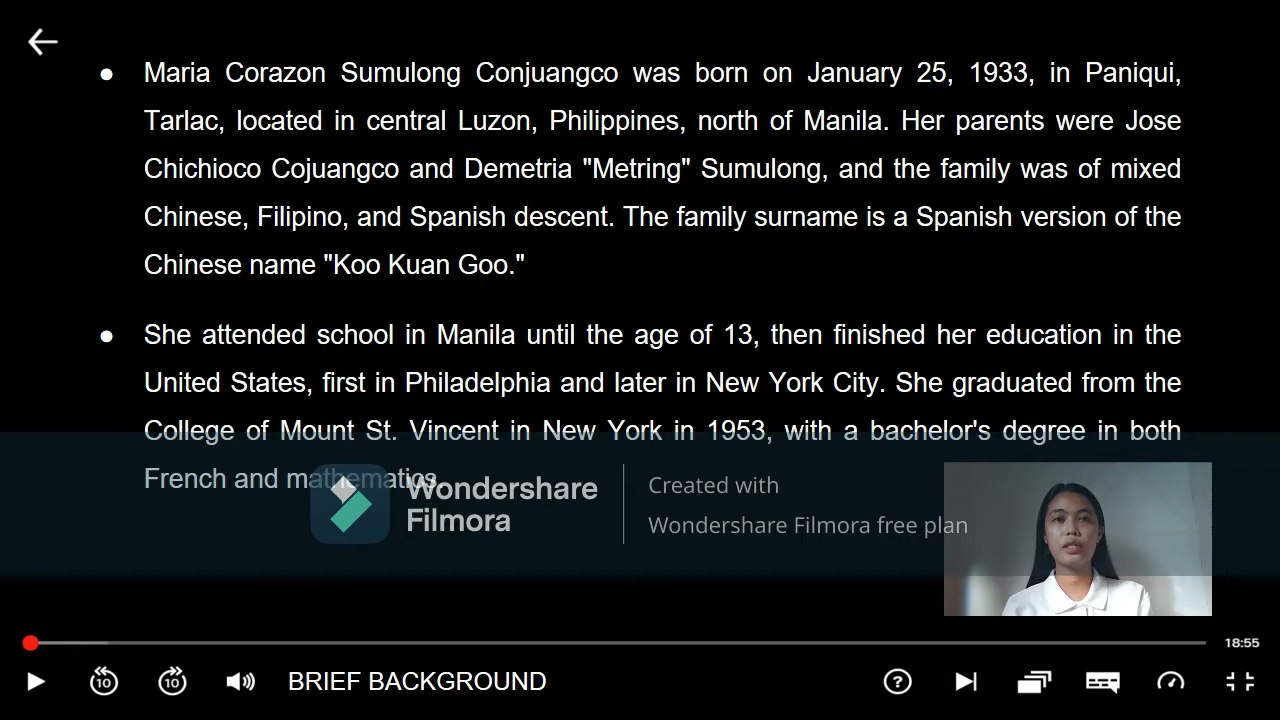 ● Maria Corazon Sumulong Conjuangco was born on January 25, 1933, in Paniqui,
Tarlac, located in central Luzon, Philippines, north of Manila. Her parents were Jose
Chichioco Cojuangco and Demetria "Metring" Sumulong, and the family was of mixed
Chinese, Filipino, and Spanish descent. The family surname is a Spanish version of the
Chinese name "Koo Kuan Goo."
● She attended school in Manila until the age of 13, then finished her education in the
United States, first in Philadelphia and later in New York City. She graduated from the
College of Mount St. Vincent in New York in 1953, with a bachelor's degree in both
French and mathematics.
Wondershare
Filmora
Created with
Wondershare Filmora free plan
18:55
10
10
BRIEF BACKGROUND
?